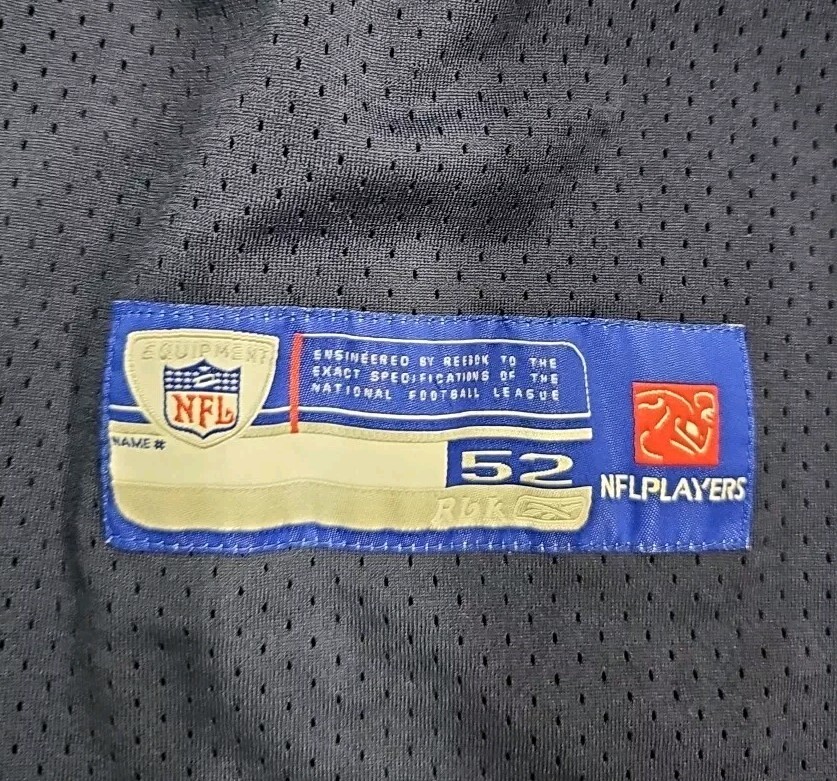 EQUIPMENT
NFL
ENGINEERED BY REEBOK TO THE
EXACT SPECIFICATIONS OF THE
NATIONAL FOOTBALL LEAGUE
NAME #
52
Rbk
NFLPLAYERS